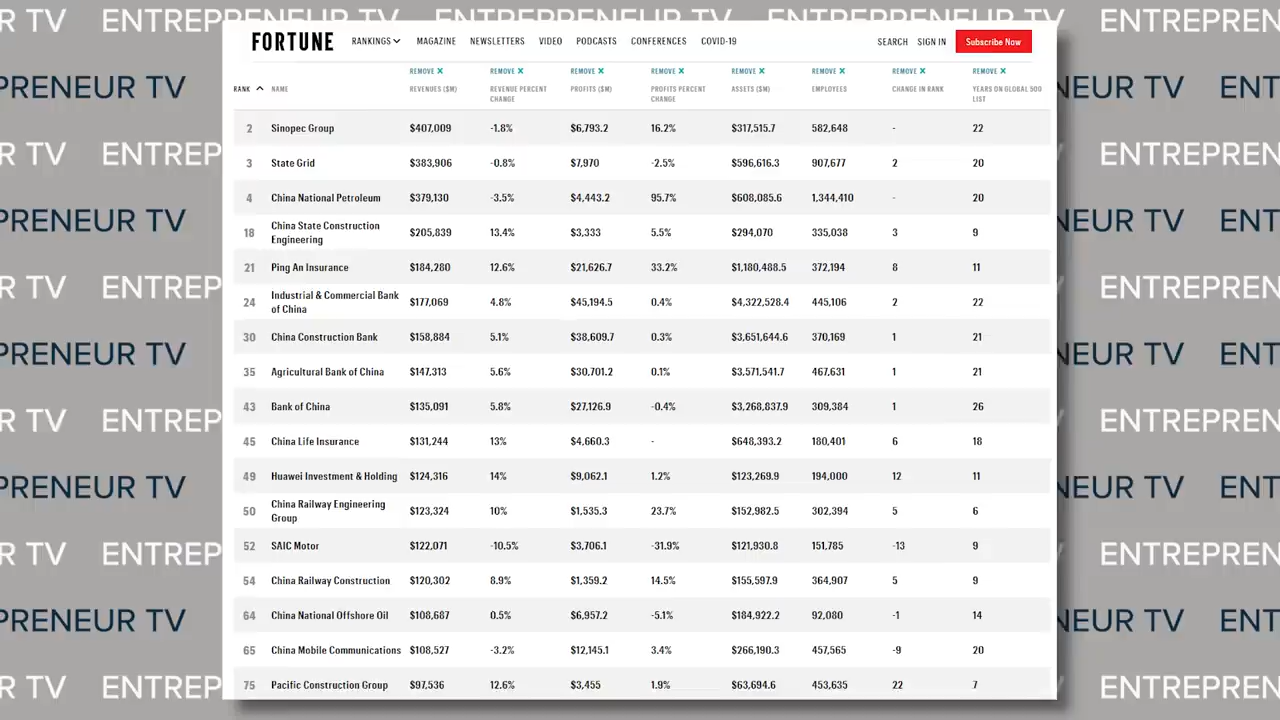 ENTREPRENEUR TV ENTREPRENEUR TV ENTREPRENEUR
FORTUNE RANKINGS MAGAZINE NEWSLETTERS VIDEO PODCASTS CONFERENCES COVID-19 SEARCH SIGN IN Subscribe Now
REMOVE X REMOVE X REMOVE X REMOVE X REMOVE X REMOVE X REMOVE X REMOVE X
RANK NAME REVENUES ($M) REVENUE PERCENT CHANGE PROFITS ($M) PROFITS PERCENT CHANGE ASSETS ($M) EMPLOYEES CHANGE IN RANK YEARS ON GLOBAL 500 LIST
2 Sinopec Group $407,009 -1.8% $6,793.2 16.2% $317,515.7 582,648 - 22
3 State Grid $383,906 -0.8% $7,970 -2.5% $596,616.3 907,677 2 20
4 China National Petroleum $379,130 -3.5% $4,443.2 95.7% $608,085.6 1,344,410 - 20
18 China State Construction Engineering $205,839 13.4% $3,333 5.5% $294,070 335,038 3 9
21 Ping An Insurance $184,280 12.6% $21,626.7 33.2% $1,180,488.5 372,194 8 11
24 Industrial & Commercial Bank of China $177,069 4.8% $45,194.5 0.4% $4,322,528.4 445,106 2 22
30 China Construction Bank $158,884 5.1% $38,609.7 0.3% $3,651,644.6 370,169 1 21
35 Agricultural Bank of China $147,313 5.6% $30,701.2 0.1% $3,571,541.7 467,631 1 21
43 Bank of China $135,091 5.8% $27,126.9 -0.4% $3,268,837.9 309,384 1 26
45 China Life Insurance $131,244 13% $4,660.3 - $648,393.2 180,401 6 18
49 Huawei Investment & Holding $124,316 14% $9,062.1 1.2% $123,269.9 194,000 12 11
50 China Railway Engineering Group $123,324 10% $1,535.3 23.7% $152,982.5 302,394 5 6
52 SAIC Motor $122,071 -10.5% $3,706.1 -31.9% $121,930.8 151,785 -13 9
54 China Railway Construction $120,302 8.9% $1,359.2 14.5% $155,597.9 364,907 5 9
64 China National Offshore Oil $108,687 0.5% $6,957.2 -5.1% $184,922.2 92,080 -1 14
65 China Mobile Communications $108,527 -3.2% $12,145.1 3.4% $266,190.3 457,565 -9 20
75 Pacific Construction Group $97,536 12.6% $3,455 1.9% $63,694.6 453,635 22 7